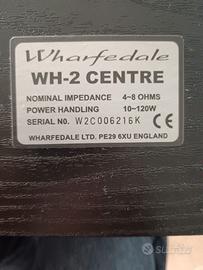 Wharfedale
WH-2 CENTRE
NOMINAL IMPEDANCE 4~8 OHMS
POWER HANDLING 10~120W
SERIAL N0. W2C006216K
WHARFEDALE LTD. PE29 6XU ENGLAND
subito